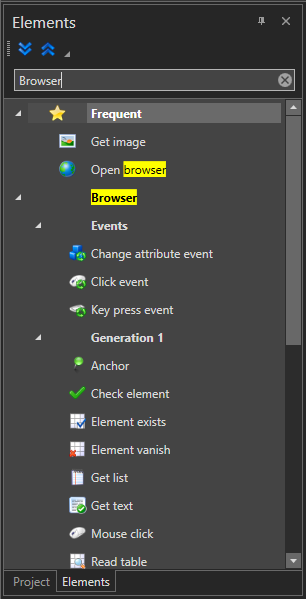 Elements
Browser
Frequent
Get image
Open browser
Browser
Events
Change attribute event
Click event
Key press event
Generation 1
Anchor
Check element
Element exists
Element vanish
Get list
Get text
Mouse click
Read table
Project Elements